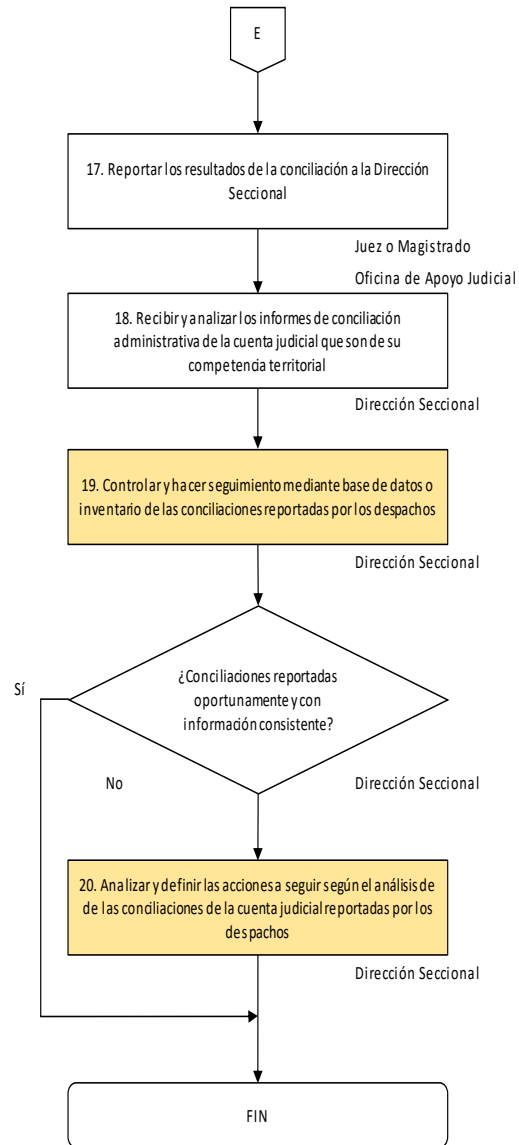 E
17. Reportar los resultados de la conciliación a la Dirección
Seccional
Juez o Magistrado
Oficina de Apoyo Judicial
18. Recibir y analizar los informes de conciliación
administrativa de la cuenta judicial que son de su
competencia territorial
Dirección Seccional
19. Controlar y hacer seguimiento mediante base de datos o
inventario de las conciliaciones reportadas por los despachos
Dirección Seccional
¿Conciliaciones reportadas
oportunamente y con
información consistente?
Sí
No
Dirección Seccional
20. Analizar y definir las acciones a seguir según el análisis de
de las conciliaciones de la cuenta judicial reportadas por los
despachos
Dirección Seccional
FIN